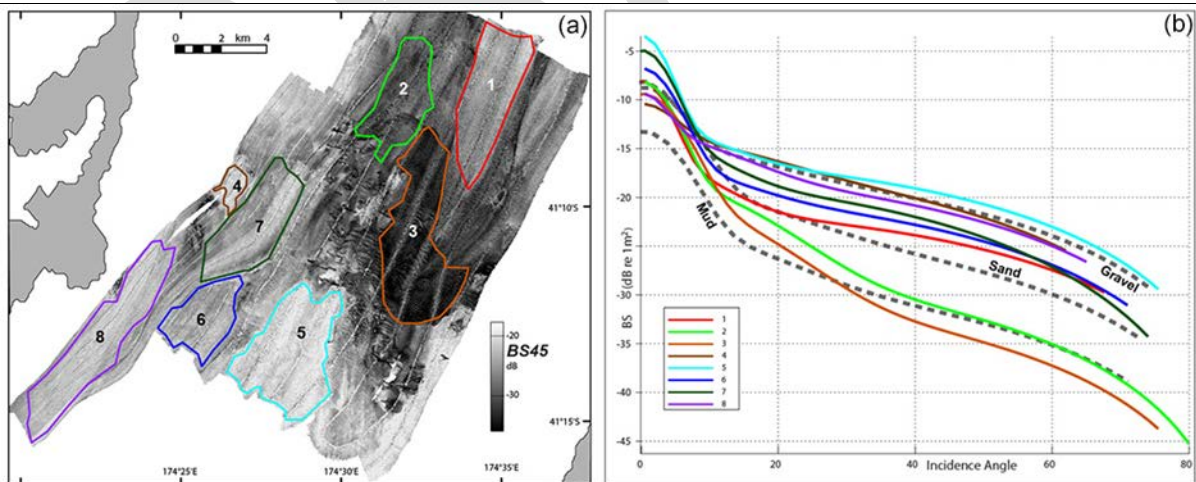 (a)
0 2 km 4
1
2
3
4
5
6
7
8
-20
BS45
dB
-30
41°10'S
41°15'S
174°25'E 174°30'E 174°35'E
(b)
-5
-10
-15
-20
-25
-30
-35
-40
-45
BS (dB re 1m²)
Mud
Sand
Gravel
1
2
3
4
5
6
7
8
0 20 40 Incidence Angle 60 80